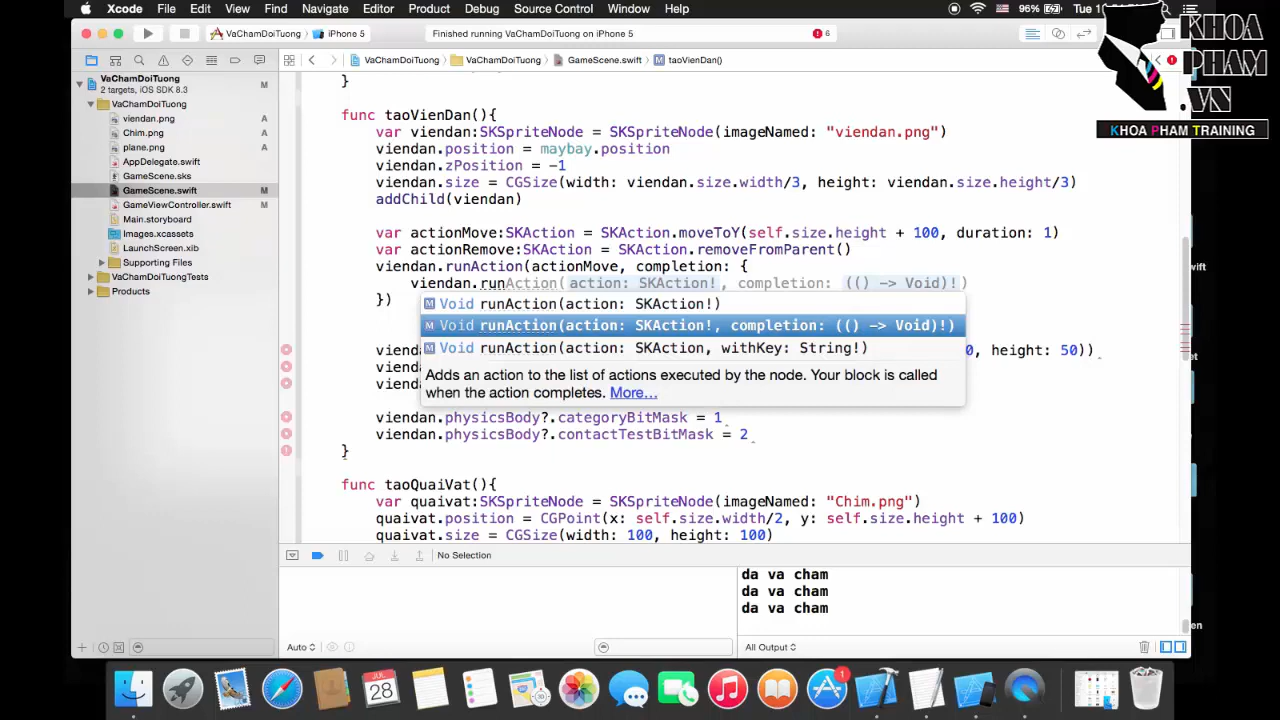 Xcode File Edit View Find Navigate Editor Product Debug Source Control Window Help
96% Tue 1
KHOA
PHAM
.VN
KHOA PHAM TRAINING
VaChamDoiTuong iPhone 5
Finished running VaChamDoiTuong on iPhone 5
6
VaChamDoiTuong VaChamDoiTuong GameScene.swift M taoVienDan()
VaChamDoiTuong M
2 targets, iOS SDK 8.3
VaChamDoiTuong
viendan.png A
Chim.png A
plane.png A
AppDelegate.swift
GameScene.sks
GameScene.swift M
GameViewController.swift M
Main.storyboard
Images.xcassets
LaunchScreen.xib
Supporting Files
VaChamDoiTuongTests
Products
}
func taoVienDan(){
var viendan:SKSpriteNode = SKSpriteNode(imageNamed: "viendan.png")
viendan.position = maybay.position
viendan.zPosition = -1
viendan.size = CGSize(width: viendan.size.width/3, height: viendan.size.height/3)
addChild(viendan)
var actionMove:SKAction = SKAction.moveToY(self.size.height + 100, duration: 1)
var actionRemove:SKAction = SKAction.removeFromParent()
viendan.runAction(actionMove, completion: {
viendan.runAction(action: SKAction!, completion: (() -> Void)!)
})
M Void runAction(action: SKAction!)
M Void runAction(action: SKAction!, completion: (() -> Void)!)
M Void runAction(action: SKAction, withKey: String!)
Adds an action to the list of actions executed by the node. Your block is called
when the action completes. More…
viend 0, height: 50))
viend
viend
viendan.physicsBody?.categoryBitMask = 1
viendan.physicsBody?.contactTestBitMask = 2
}
func taoQuaiVat(){
var quaivat:SKSpriteNode = SKSpriteNode(imageNamed: "Chim.png")
quaivat.position = CGPoint(x: self.size.width/2, y: self.size.height + 100)
quaivat.size = CGSize(width: 100, height: 100)
No Selection
da va cham
da va cham
da va cham
Auto
All Output
wift
et
en
JUL
28
1